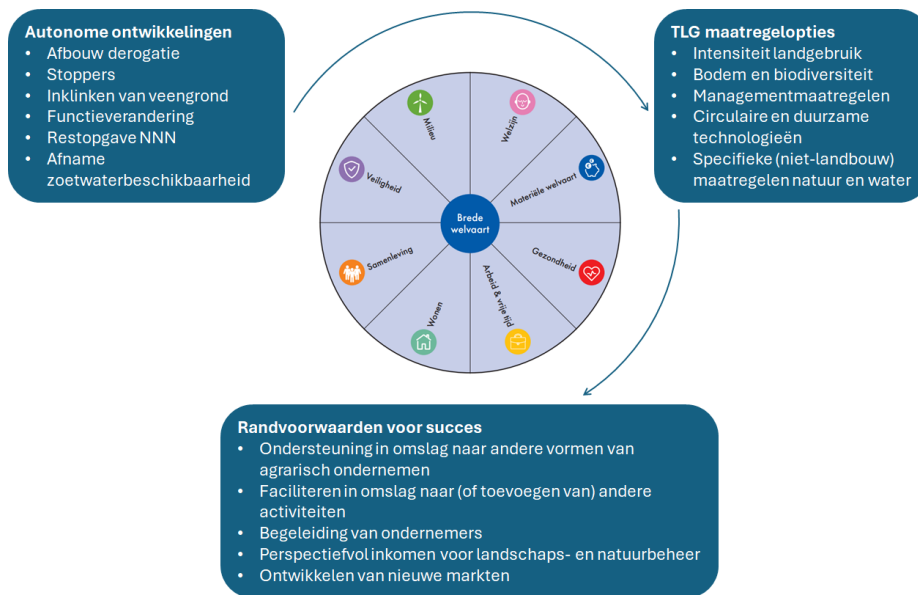 Autonome ontwikkelingen
• Afbouw derogatie
• Stoppers
• Inklinken van veengrond
• Functieverandering
• Restopgave NNN
• Afname
zoetwaterbeschikbaarheid
TLG maatregelopties
• Intensiteit landgebruik
• Bodem en biodiversiteit
• Managementmaatregelen
• Circulaire en duurzame
technologieën
• Specifieke (niet-landbouw)
maatregelen natuur en water
Milieu
Welzijn
Materiële welvaart
Gezondheid
Arbeid & vrije tijd
Wonen
Samenleving
Veiligheid
Brede
welvaart
Randvoorwaarden voor succes
• Ondersteuning in omslag naar andere vormen van
agrarisch ondernemen
• Faciliteren in omslag naar (of toevoegen van) andere
activiteiten
• Begeleiding van ondernemers
• Perspectiefvol inkomen voor landschaps- en natuurbeheer
• Ontwikkelen van nieuwe markten